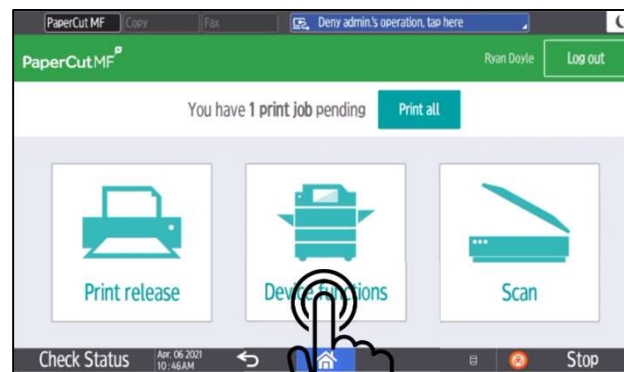 PaperCut MF Copy Fax Deny admin.'s operation, tap here
PaperCutMF Ryan Doyle Log out
You have 1 print job pending Print all
Print release Device functions Scan
Check Status Apr. 06 2021 10:46AM Stop